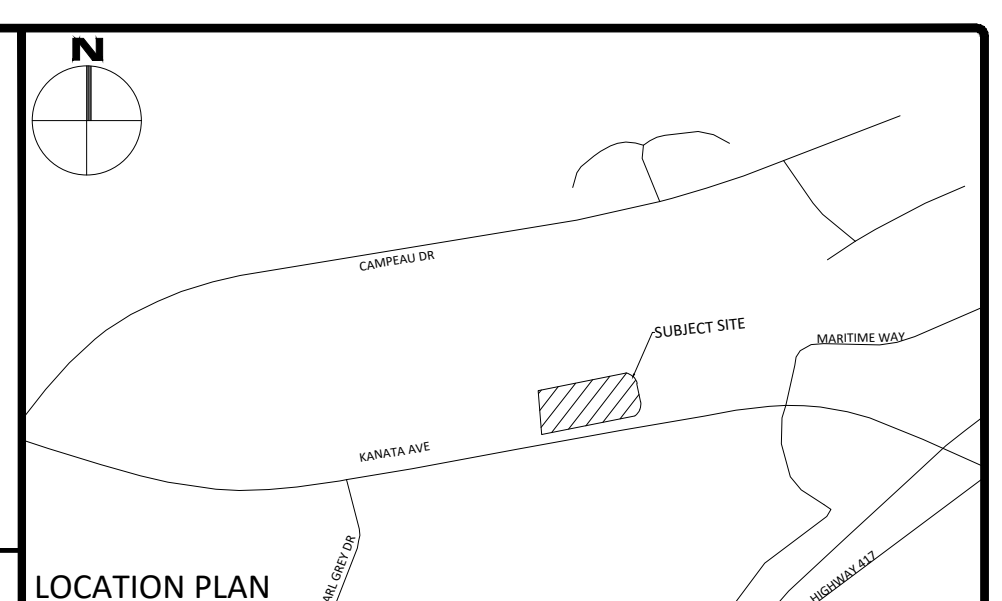 N
CAMPEAU DR
SUBJECT SITE
MARITIME WAY
KANATA AVE
ARL GREY DR
HIGHWAY 417
LOCATION PLAN